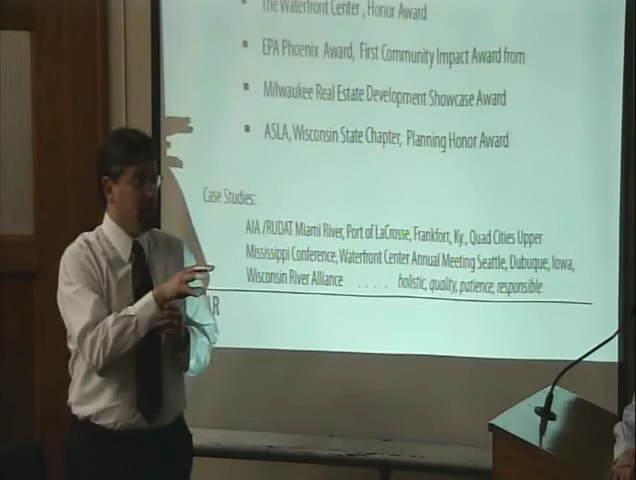 The Waterfront Center , Honor Award
EPA Phoenix Award, First Community Impact Award from
Milwaukee Real Estate Development Showcase Award
ASLA, Wisconsin State Chapter, Planning Honor Award
Case Studies:
AIA /RUDAT Miami River, Port of LaCrosse, Frankfort, Ky., Quad Cities Upper
Mississippi Conference, Waterfront Center Annual Meeting Seattle, Dubuque, Iowa,
Wisconsin River Alliance . . . . holistic, quality, patience, responsible